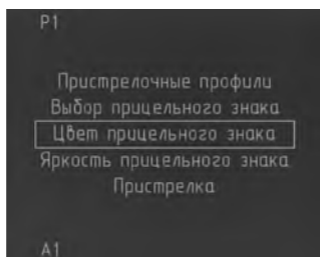 P1
Пристрелочные профили
Выбор прицельного знака
Цвет прицельного знака
Яркость прицельного знака
Пристрелка
A1